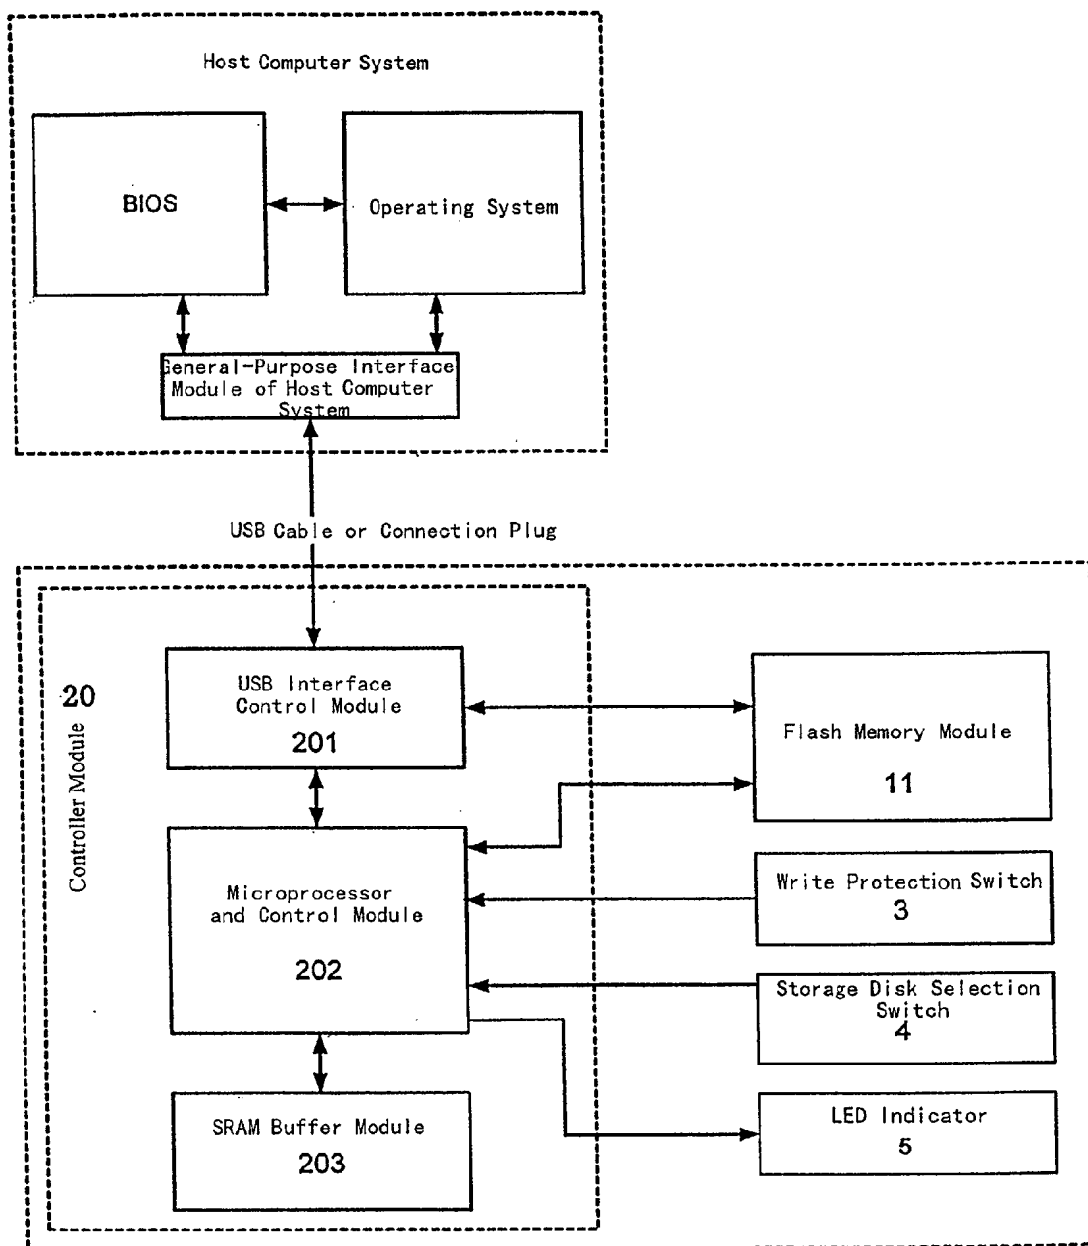 Host Computer System
BIOS
Operating System
General-Purpose Interface
Module of Host Computer
System
USB Cable or Connection Plug
20
Controller Module
USB Interface
Control Module
201
Flash Memory Module
11
Microprocessor
and Control Module
202
Write Protection Switch
3
Storage Disk Selection
Switch
4
SRAM Buffer Module
203
LED Indicator
5